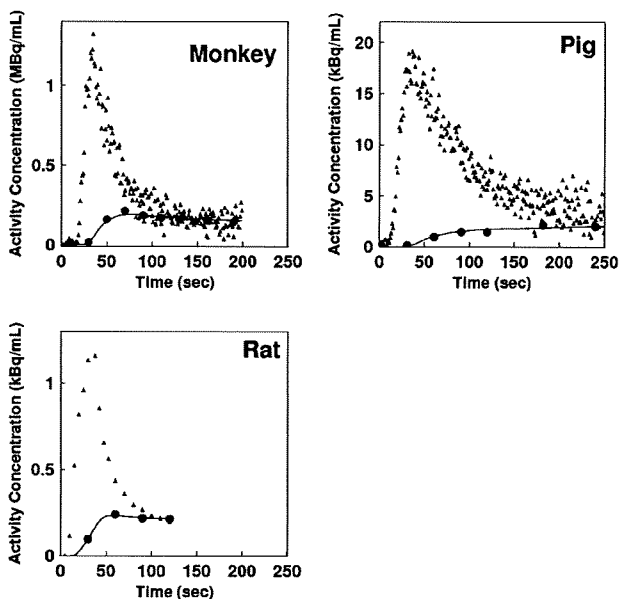 Monkey
Activity Concentration (MBq/mL)
1
0.5
0
0 50 100 150 200 250
Time (sec)
Pig
Activity Concentration (kBq/mL)
20
15
10
5
0
0 50 100 150 200 250
Time (sec)
Rat
Activity Concentration (kBq/mL)
1
0.5
0
0 50 100 150 200 250
Time (sec)